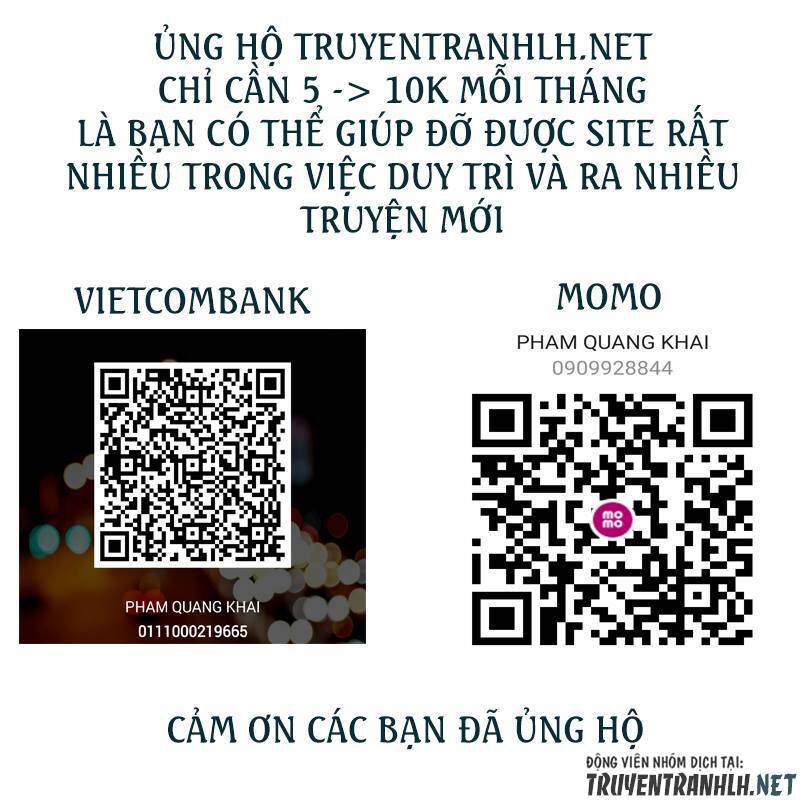 ỦNG HỘ TRUYENTRANHLH.NET
CHỈ CẦN 5 -> 10K MỖI THÁNG
LÀ BẠN CÓ THỂ GIÚP ĐỠ ĐƯỢC SITE RẤT
NHIỀU TRONG VIỆC DUY TRÌ VÀ RA NHIỀU
TRUYỆN MỚI
VIETCOMBANK
PHAM QUANG KHAI
0111000219665
MOMO
PHAM QUANG KHAI
0909928844
mo
mo
CẢM ƠN CÁC BẠN ĐÃ ỦNG HỘ
ĐỘNG VIÊN NHÓM DỊCH TẠI:
TRUYENTRANHLH.NET